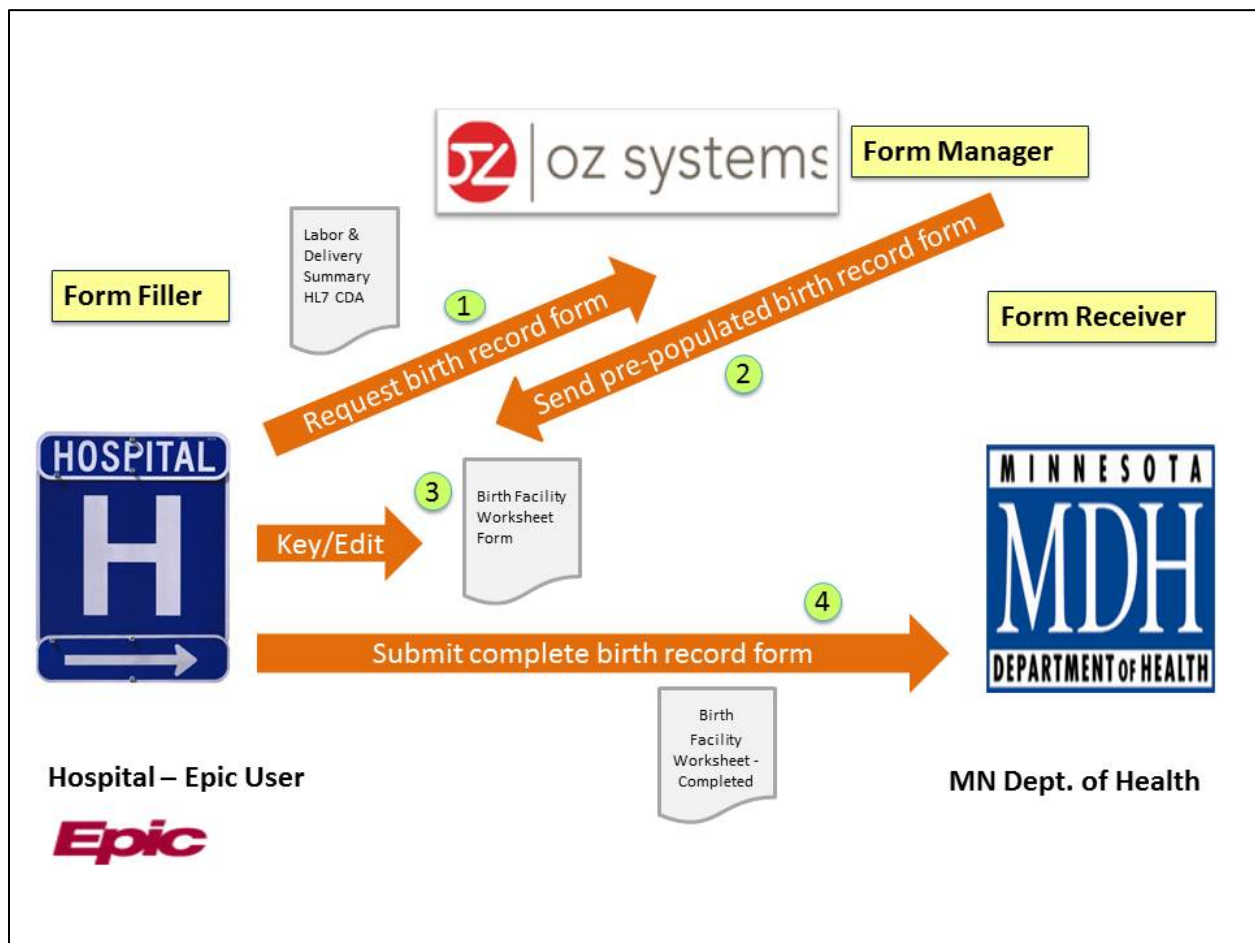 oz systems
Form Manager
Labor &
Delivery
Summary
HL7 CDA
Form Filler
1
Request birth record form
Send pre-populated birth record form
2
Form Receiver
HOSPITAL
H
3
Birth Facility
Worksheet
Form
Key/Edit
MINNESOTA
MDH
DEPARTMENT OF HEALTH
4
Submit complete birth record form
Birth
Facility
Worksheet -
Completed
Hospital – Epic User
Epic
MN Dept. of Health